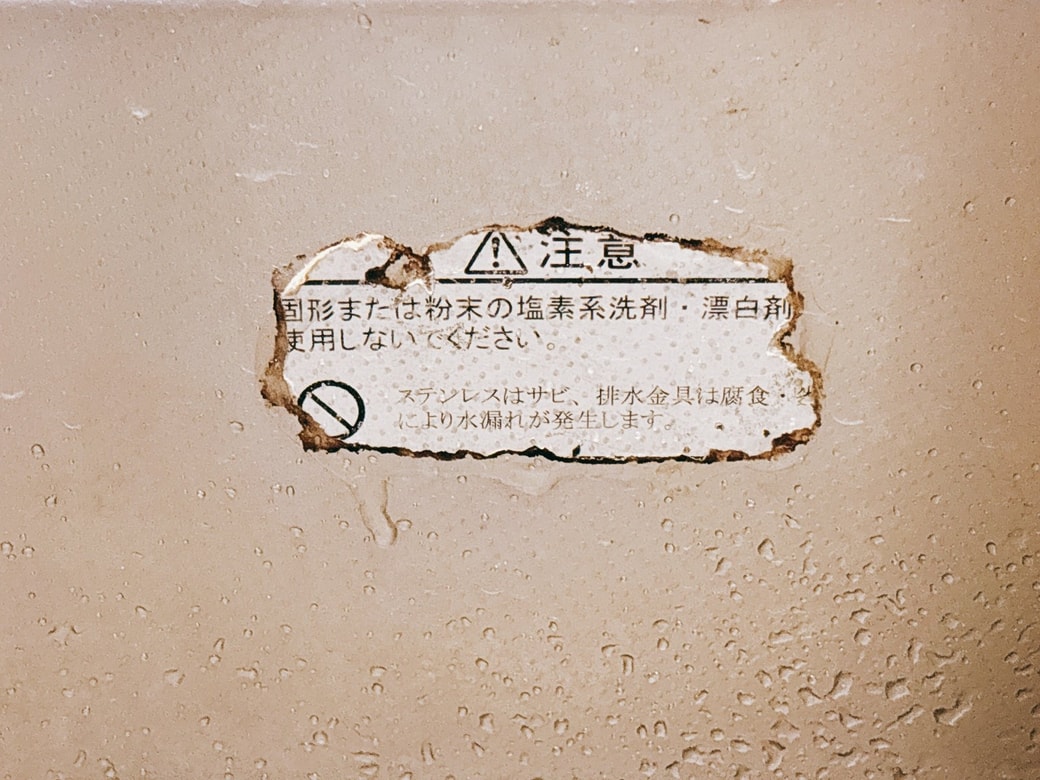 注意
固形または粉末の塩素系洗剤・漂白剤
使用しないでください。
ステンレスはサビ、排水金具は腐食・
により水漏れが発生します。